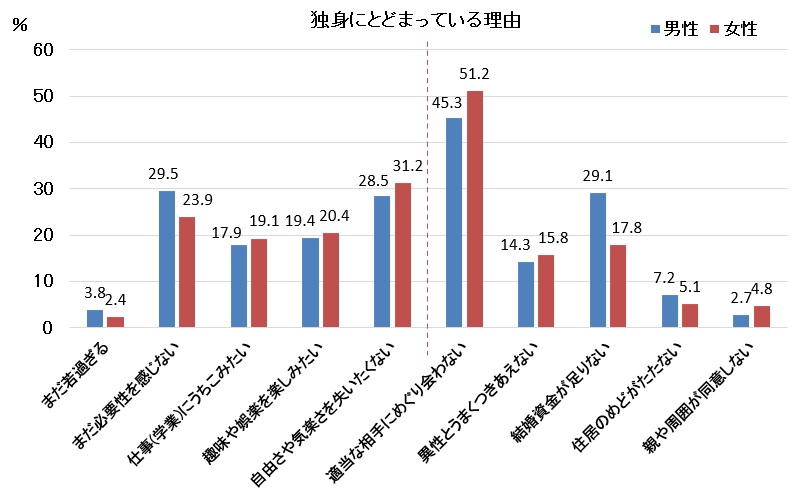 独身にとどまっている理由
%
男性 女性
60
50
40
30
20
10
0
3.8 2.4
29.5 23.9
17.9 19.1
19.4 20.4
28.5 31.2
45.3 51.2
14.3 15.8
29.1 17.8
7.2 5.1
2.7 4.8
まだ若過ぎる
まだ必要性を感じない
仕事(学業)にうちこみたい
趣味や娯楽を楽しみたい
自由さや気楽さを失いたくない
適当な相手にめぐり会わない
異性とうまくつきあえない
結婚資金が足りない
住居のめどがたたない
親や周囲が同意しない